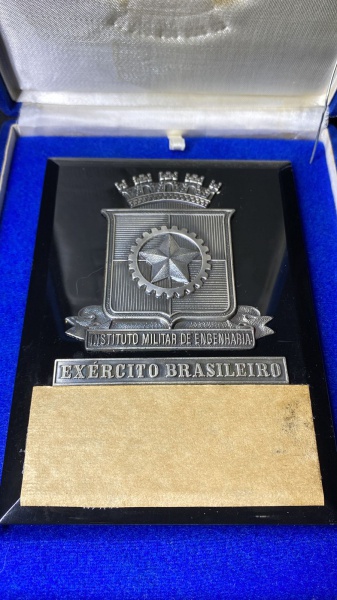 INSTITUTO MILITAR DE ENGENHARIA
EXÉRCITO BRASILEIRO